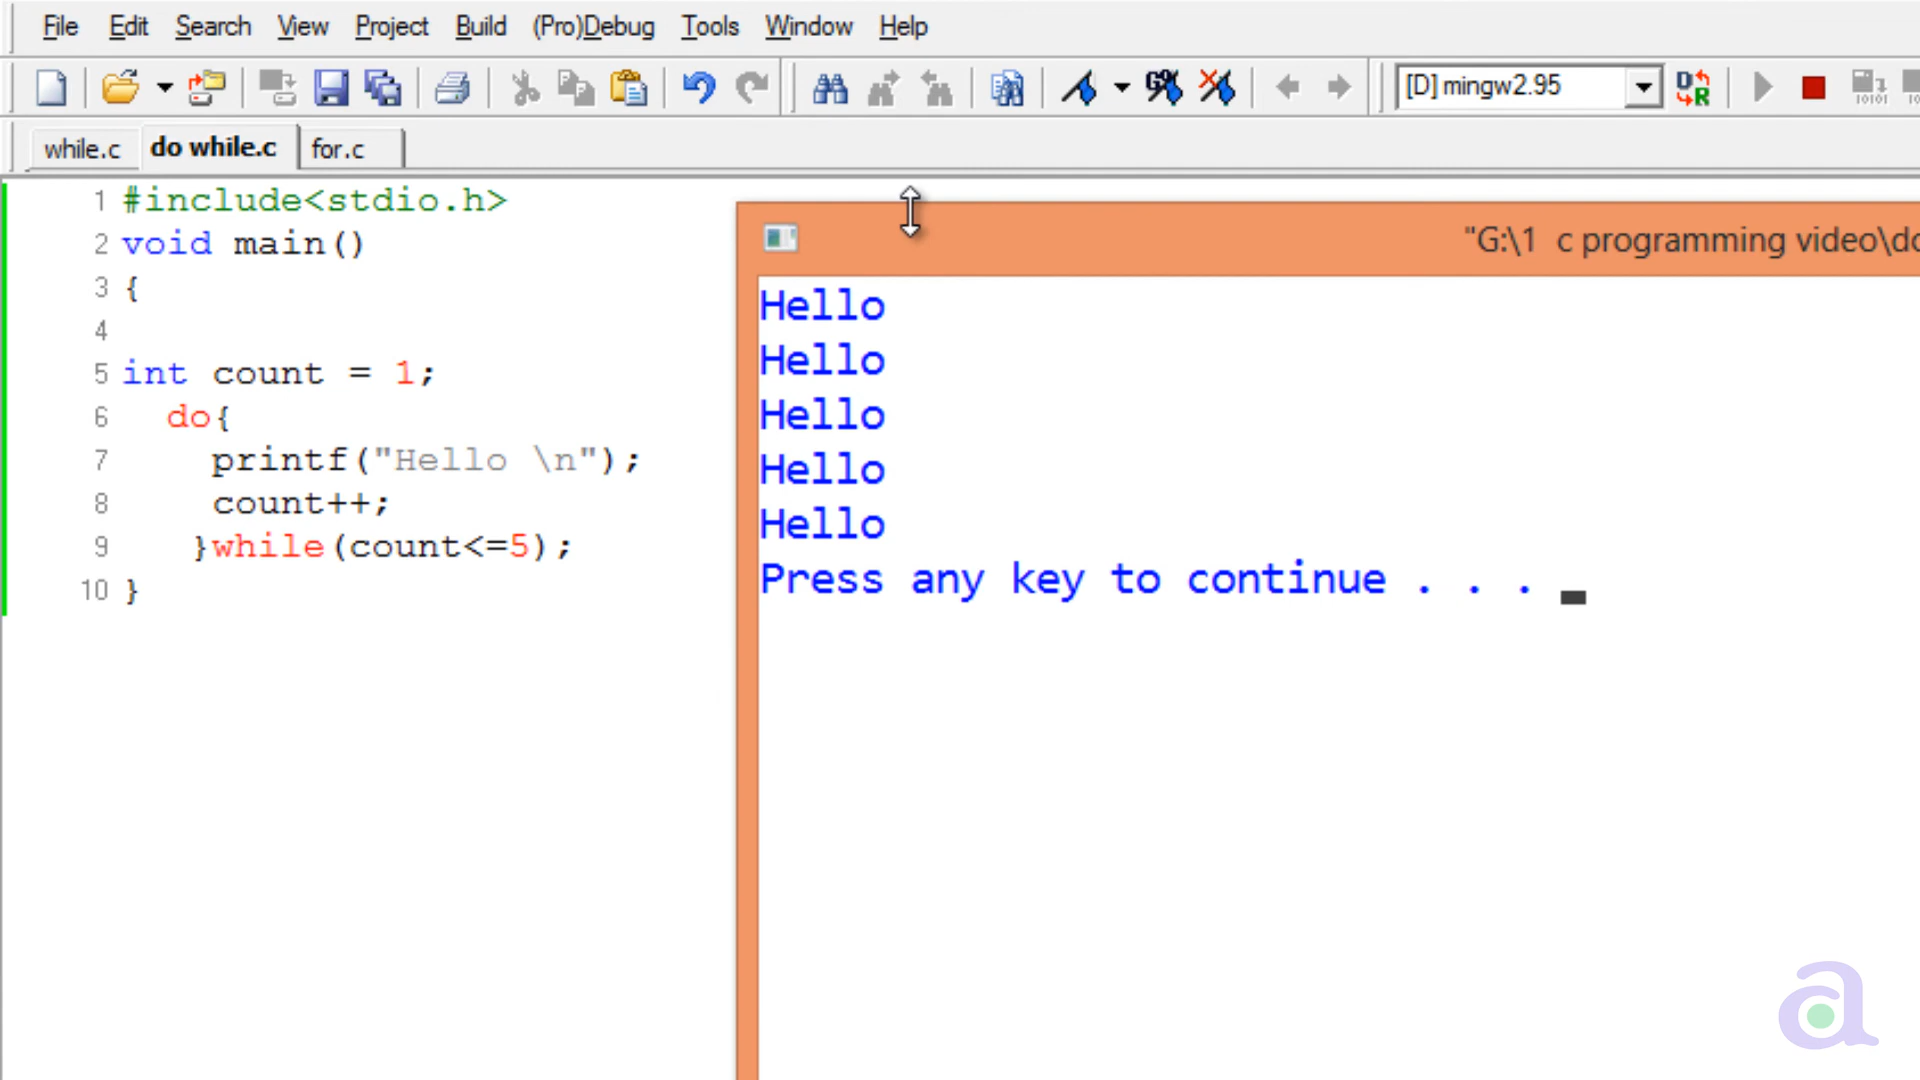 File Edit Search View Project Build (Pro)Debug Tools Window Help
[D] mingw2.95
while.c do while.c for.c
1 #include<stdio.h>
2 void main()
3 {
4
5 int count = 1;
6 do{
7 printf("Hello \n");
8 count++;
9 }while(count<=5);
10 }
"G:\1 c programming video\do
Hello
Hello
Hello
Hello
Hello
Press any key to continue . . .
a